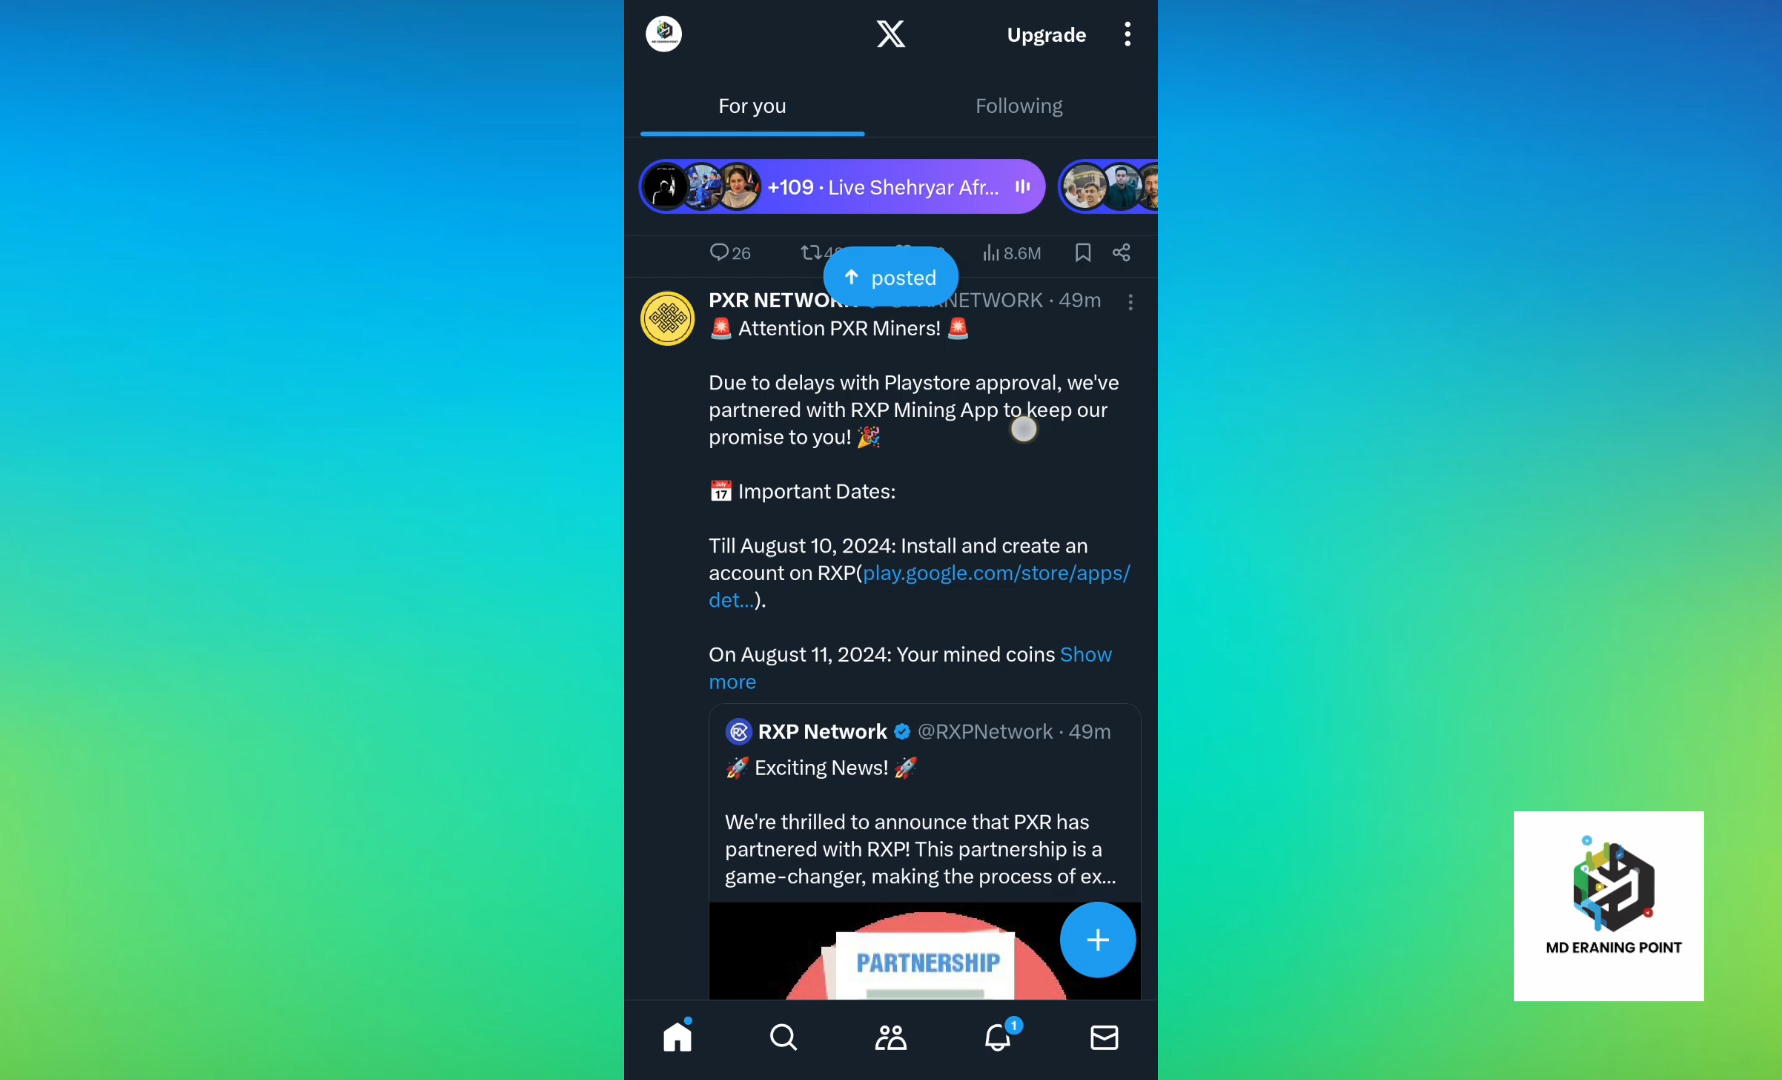 Upgrade
For you
Following
+109 · Live Shehryar Afr...
26
8.6M
posted
PXR NETWORK
· 49m
🚨 Attention PXR Miners! 🚨
Due to delays with Playstore approval, we've
partnered with RXP Mining App to keep our
promise to you! 🎉
📅 Important Dates:
Till August 10, 2024: Install and create an
account on RXP(play.google.com/store/apps/
det...).
On August 11, 2024: Your mined coins Show
more
RXP Network @RXPNetwork · 49m
🚀 Exciting News! 🚀
We're thrilled to announce that PXR has
partnered with RXP! This partnership is a
game-changer, making the process of ex...
PARTNERSHIP
1
MD ERANING POINT